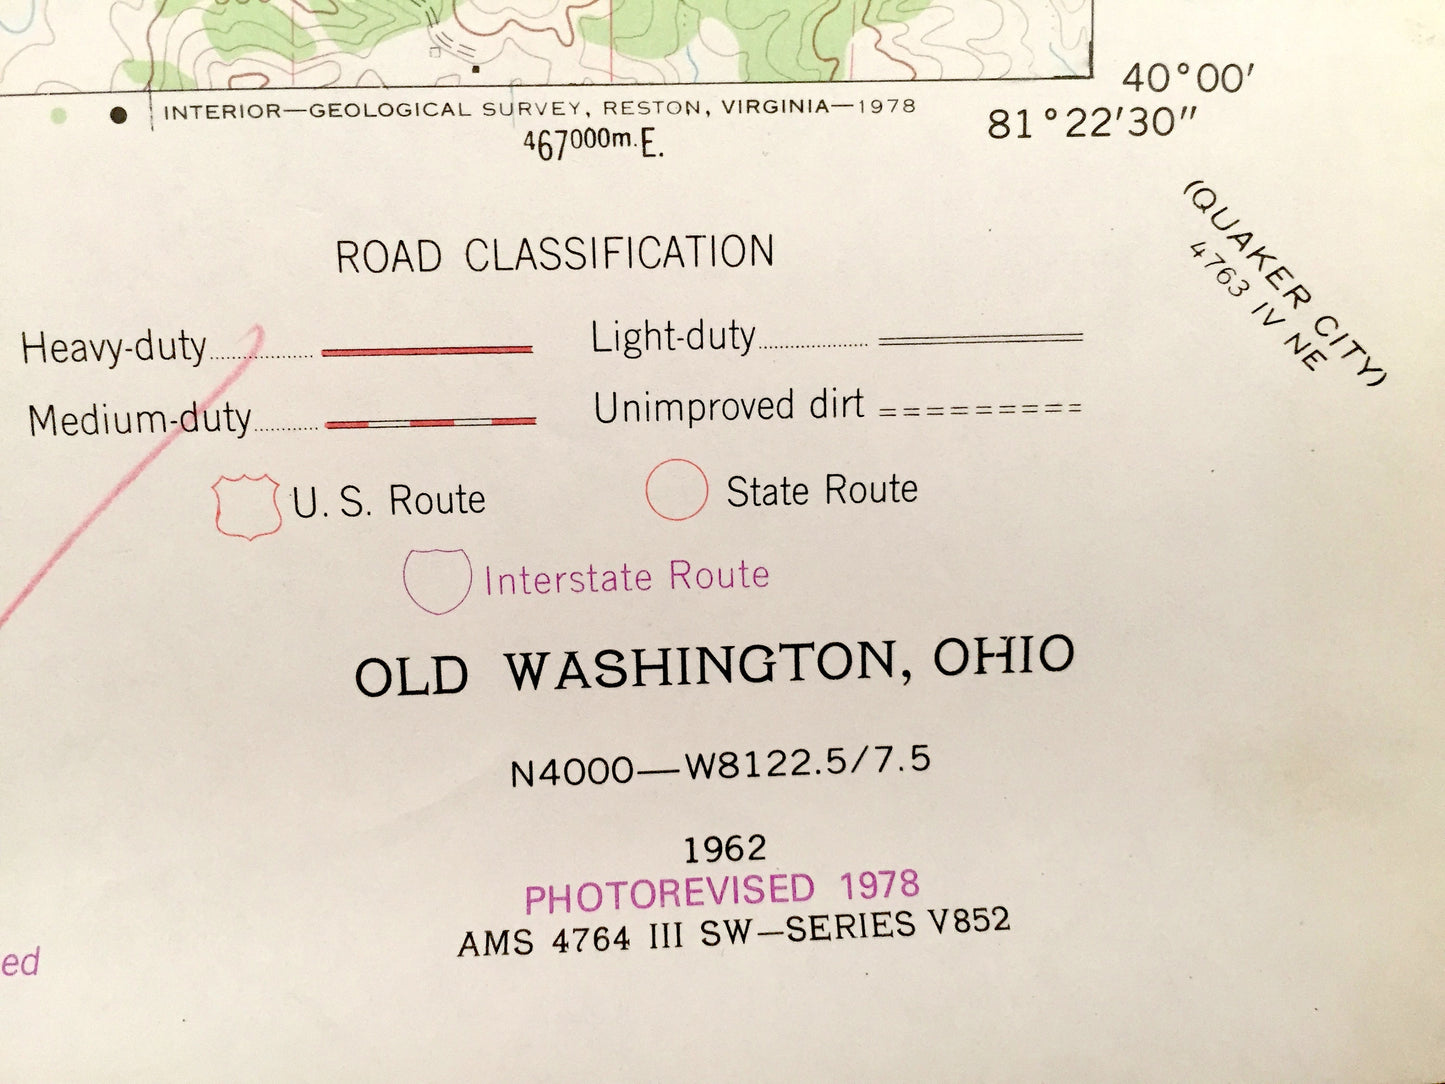 40°00′
INTERIOR—GEOLOGICAL SURVEY, RESTON, VIRGINIA—1978
81°22′30″
467000m.E.
(QUAKER CITY)
4763 IV NE
ROAD CLASSIFICATION
Heavy-duty
Light-duty
Medium-duty
Unimproved dirt
U. S. Route
State Route
Interstate Route
OLD WASHINGTON, OHIO
N4000—W8122.5/7.5
1962
PHOTOREVISED 1978
AMS 4764 III SW—SERIES V852
ed